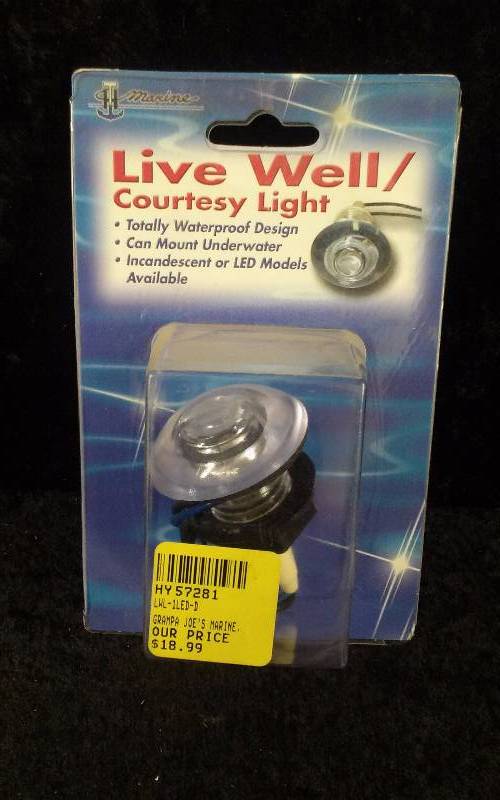 H Marine
Live Well/
Courtesy Light
• Totally Waterproof Design
• Can Mount Underwater
• Incandescent or LED Models
Available
HY57281
LWL-1LED-D
GRAMPA JOE'S MARINE.
OUR PRICE
$18.99